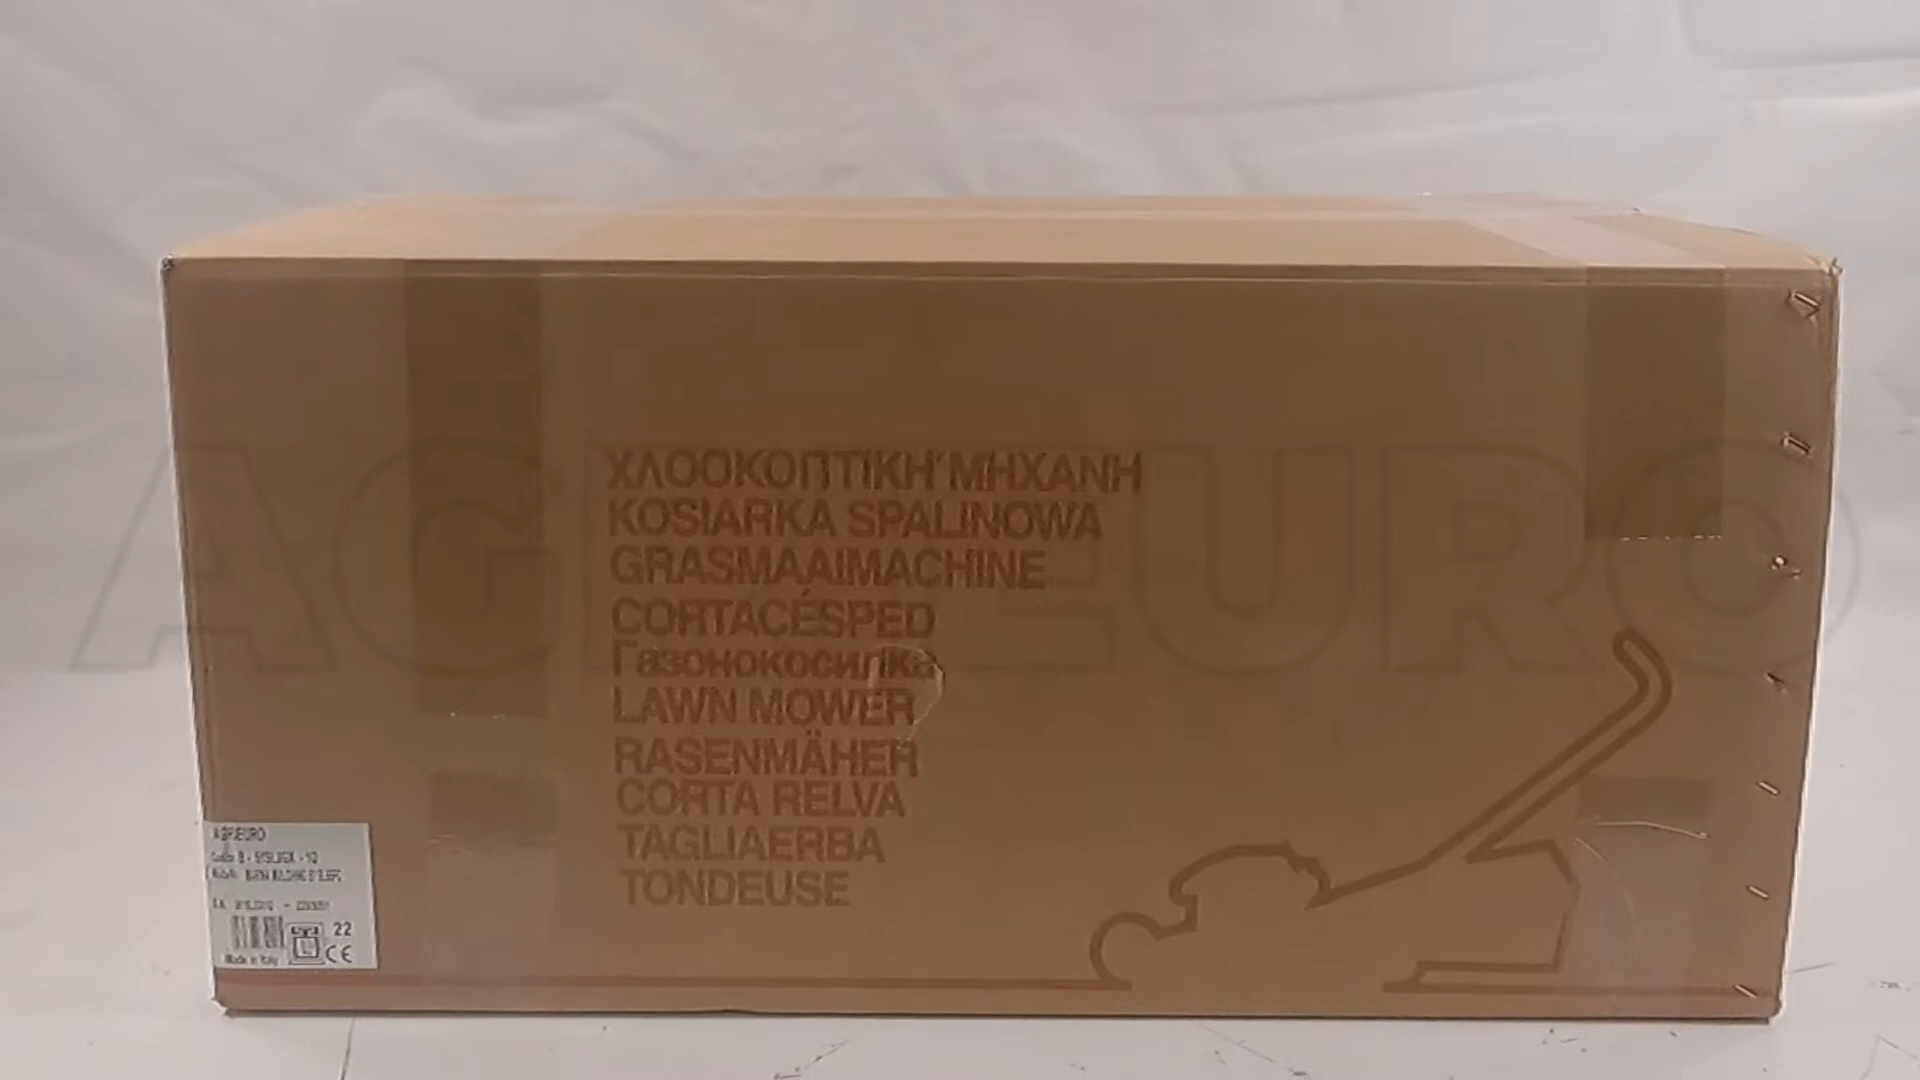 AGRIEURO
ΧΛΟΟΚΟΠΤΙΚΗ΄ΜΗΧΑΝΗ
KOSIARKA SPALINOWA
GRASMAAIMACHINE
CORTACÉSPED
Газонокосилка
LAWN MOWER
RASENMÄHER
CORTA RELVA
TAGLIAERBA
TONDEUSE
AGRIEURO
22
Made in Italy
CE